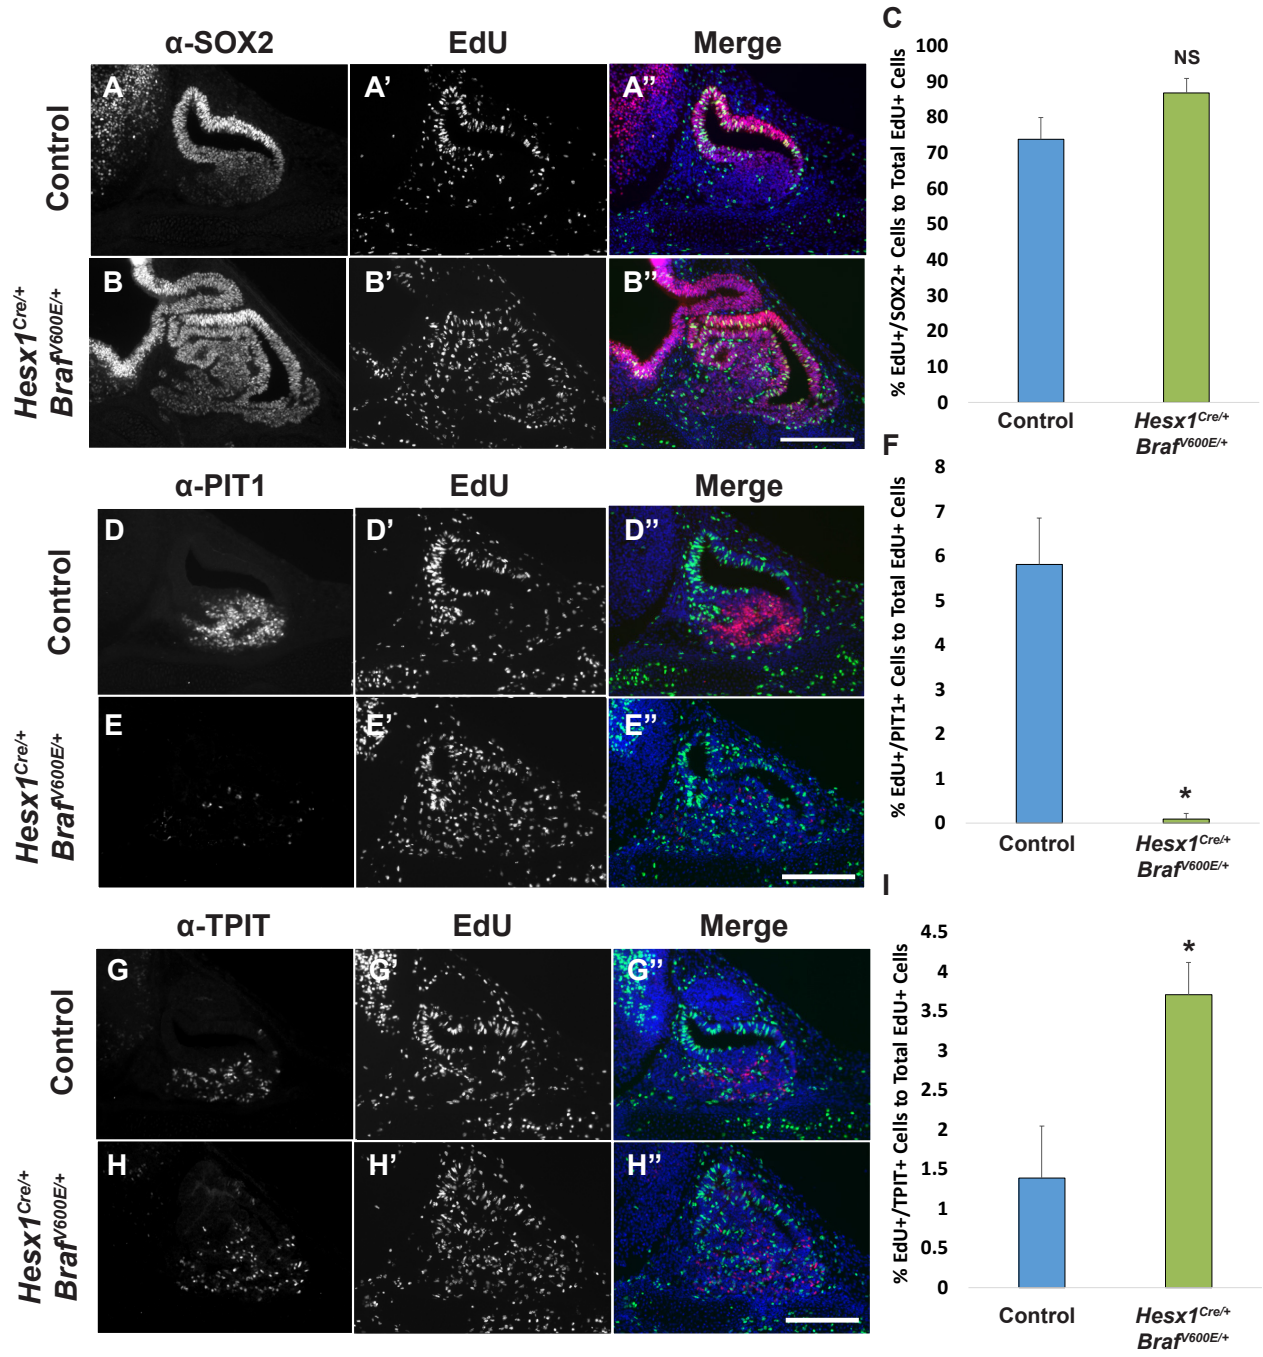 α-SOX2 EdU Merge
Control
A A’ A”
Hesx1Cre/+
BrafV600E/+
B B’ B”
C
% EdU+/SOX2+ Cells to Total EdU+ Cells
100
90
80
70
60
50
40
30
20
10
0
NS
Control Hesx1Cre/+
BrafV600E/+
α-PIT1 EdU Merge
Control
D D’ D”
Hesx1Cre/+
BrafV600E/+
E E’ E”
F
% EdU+/PIT1+ Cells to Total EdU+ Cells
8
7
6
5
4
3
2
1
0
*
Control Hesx1Cre/+
BrafV600E/+
α-TPIT EdU Merge
Control
G G’ G”
Hesx1Cre/+
BrafV600E/+
H H’ H”
I
% EdU+/TPIT+ Cells to Total EdU+ Cells
4.5
4
3.5
3
2.5
2
1.5
1
0.5
0
*
Control Hesx1Cre/+
BrafV600E/+